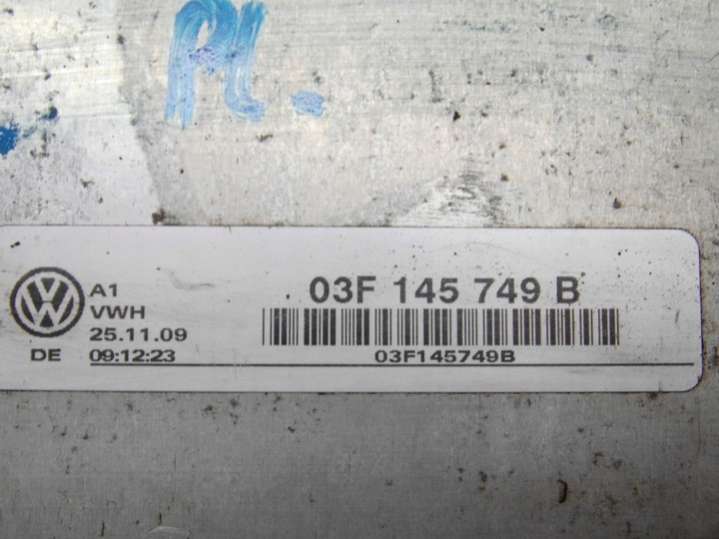 Pl.
A1
VWH
25.11.09
DE 09:12:23
03F 145 749 B
03F145749B